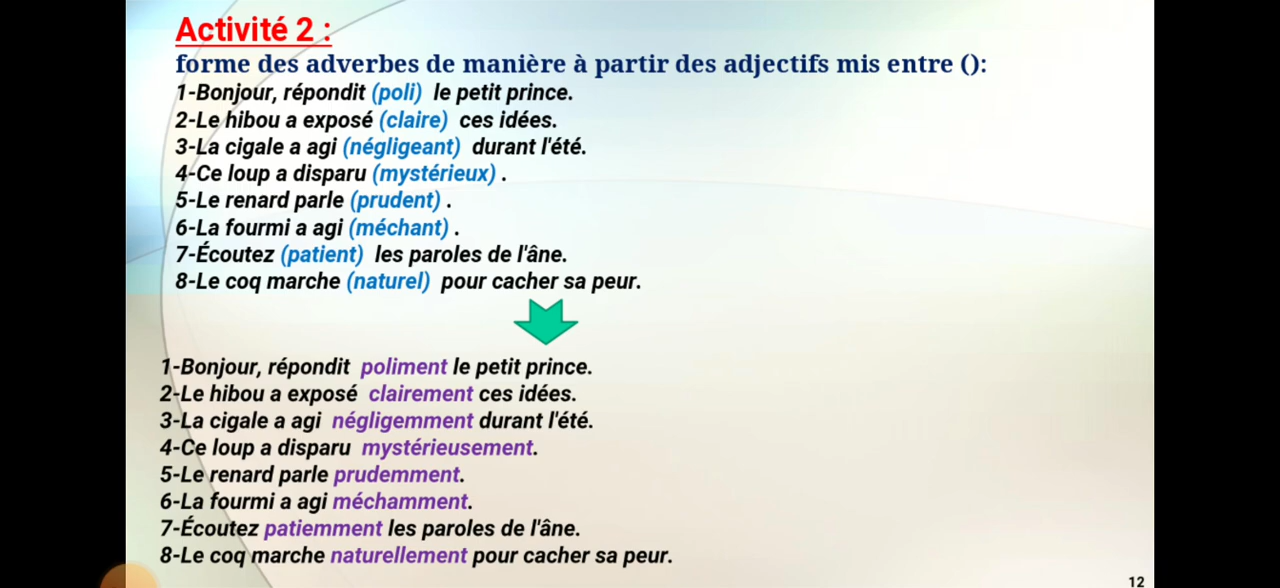 Activité 2 :
forme des adverbes de manière à partir des adjectifs mis entre ():
1-Bonjour, répondit (poli) le petit prince.
2-Le hibou a exposé (claire) ces idées.
3-La cigale a agi (négligeant) durant l'été.
4-Ce loup a disparu (mystérieux) .
5-Le renard parle (prudent) .
6-La fourmi a agi (méchant) .
7-Écoutez (patient) les paroles de l'âne.
8-Le coq marche (naturel) pour cacher sa peur.
1-Bonjour, répondit poliment le petit prince.
2-Le hibou a exposé clairement ces idées.
3-La cigale a agi négligemment durant l'été.
4-Ce loup a disparu mystérieusement.
5-Le renard parle prudemment.
6-La fourmi a agi méchamment.
7-Écoutez patiemment les paroles de l'âne.
8-Le coq marche naturellement pour cacher sa peur.
12